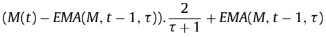 (M(t) − EMA(M, t − 1, τ)). 2/(τ + 1) + EMA(M, t − 1, τ)